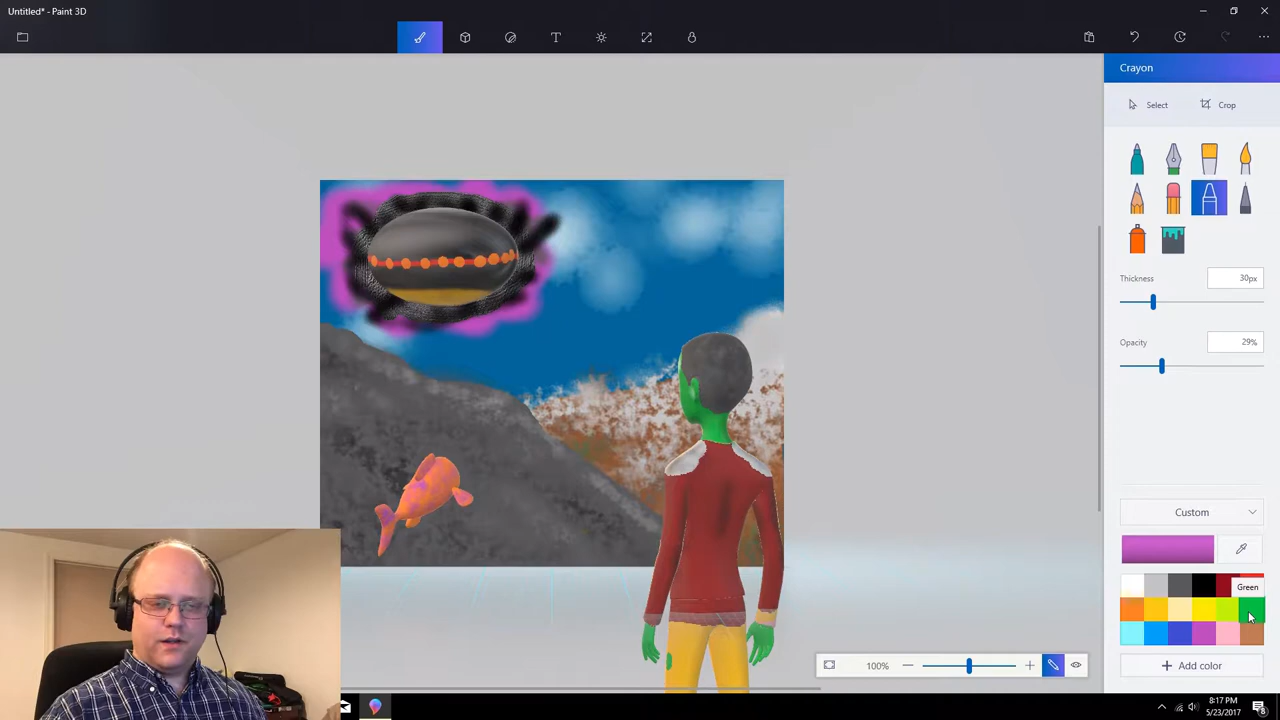 Untitled* - Paint 3D
Crayon
Select
Crop
Thickness
30px
Opacity
29%
Custom
Green
Add color
100%
8:17 PM
5/23/2017